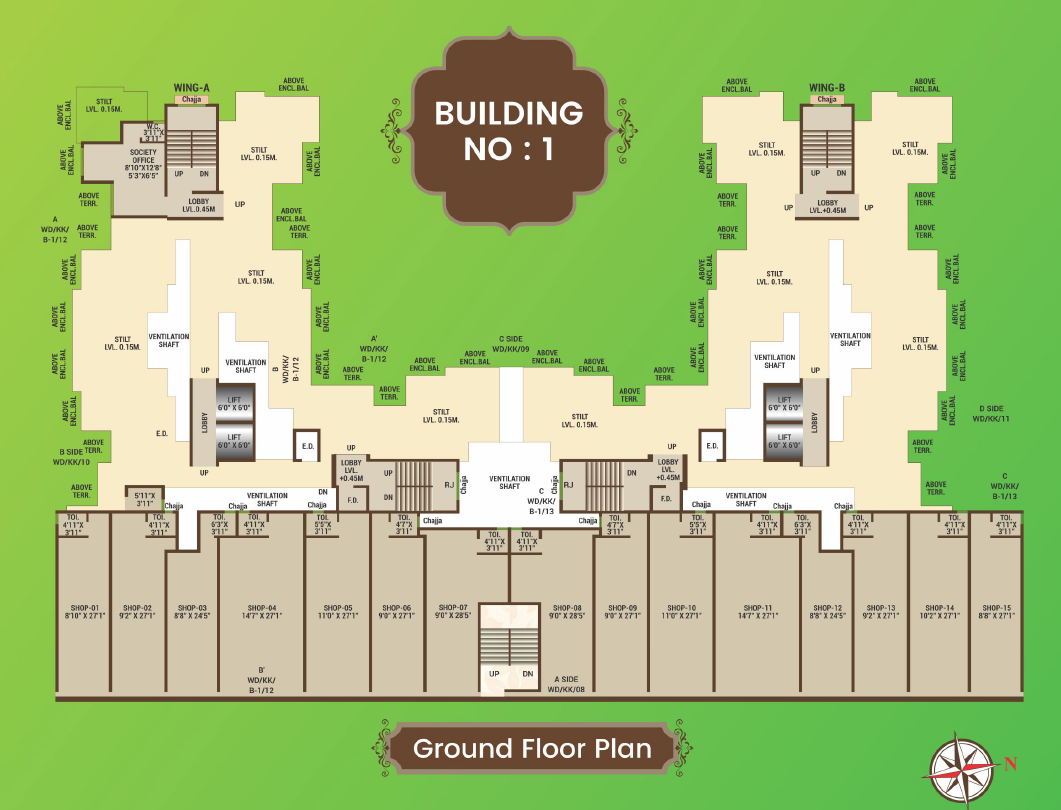 BUILDING
NO : 1
WING-A
Chajja
WING-B
Chajja
ABOVE
ENCL.BAL
STILT
LVL. 0.15M.
ABOVE
ENCL.BAL
W.C.
3'11"X
3'11"
SOCIETY
OFFICE
8'10"X12'8"
5'3"X6'5"
ABOVE
ENCL.BAL
UP
DN
STILT
LVL. 0.15M.
ABOVE
ENCL.BAL
ABOVE
TERR.
LOBBY
LVL.0.45M
UP
ABOVE
ENCL.BAL
ABOVE
TERR.
A
WD/KK/
B-1/12
ABOVE
TERR.
ABOVE
ENCL.BAL
ABOVE
ENCL.BAL
ABOVE
ENCL.BAL
ABOVE
ENCL.BAL
STILT
LVL. 0.15M.
ABOVE
ENCL.BAL
ABOVE
ENCL.BAL
ABOVE
ENCL.BAL
STILT
LVL. 0.15M.
VENTILATION
SHAFT
VENTILATION
SHAFT
B
WD/KK/
B-1/12
UP
LIFT
6'0" X 6'0"
LOBBY
LIFT
6'0" X 6'0"
E.D.
E.D.
UP
B SIDE
WD/KK/10
ABOVE
TERR.
ABOVE
TERR.
A'
WD/KK/
B-1/12
ABOVE
TERR.
ABOVE
TERR.
ABOVE
ENCL.BAL
ABOVE
ENCL.BAL
C SIDE
WD/KK/09
ABOVE
ENCL.BAL
ABOVE
ENCL.BAL
ABOVE
TERR.
ABOVE
TERR.
STILT
LVL. 0.15M.
STILT
LVL. 0.15M.
ABOVE
ENCL.BAL
ABOVE
ENCL.BAL
STILT
LVL. 0.15M.
UP
DN
STILT
LVL. 0.15M.
ABOVE
ENCL.BAL
ABOVE
ENCL.BAL
ABOVE
TERR.
ABOVE
TERR.
UP
LOBBY
LVL.+0.45M
UP
ABOVE
TERR.
ABOVE
TERR.
ABOVE
ENCL.BAL
ABOVE
ENCL.BAL
ABOVE
ENCL.BAL
STILT
LVL. 0.15M.
ABOVE
ENCL.BAL
ABOVE
ENCL.BAL
ABOVE
ENCL.BAL
VENTILATION
SHAFT
VENTILATION
SHAFT
STILT
LVL. 0.15M.
UP
LIFT
6'0" X 6'0"
LOBBY
LIFT
6'0" X 6'0"
E.D.
ABOVE
ENCL.BAL
D SIDE
WD/KK/11
ABOVE
TERR.
ABOVE
TERR.
C
WD/KK/
B-1/13
5'11"X
3'11"
Chajja
VENTILATION
SHAFT
Chajja
DN
Chajja
UP
LOBBY
LVL.
+0.45M
F.D.
UP
DN
RJ
Chajja
Chajja
VENTILATION
SHAFT
C
WD/KK/
B-1/13
Chajja
Chajja
RJ
DN
UP
LOBBY
LVL.
+0.45M
F.D.
Chajja
VENTILATION
SHAFT
Chajja
Chajja
TOI.
4'11"X
3'11"
TOI.
4'11"X
3'11"
TOI.
6'3"X
3'11"
TOI.
4'11"X
3'11"
TOI.
5'5"X
3'11"
TOI.
4'7"X
3'11"
TOI.
4'11"X
3'11"
TOI.
4'11"X
3'11"
TOI.
4'7"X
3'11"
TOI.
5'5"X
3'11"
TOI.
4'11"X
3'11"
TOI.
6'3"X
3'11"
TOI.
4'11"X
3'11"
TOI.
4'11"X
3'11"
TOI.
4'11"X
3'11"
SHOP-01
8'10" X 27'1"
SHOP-02
9'2" X 27'1"
SHOP-03
8'8" X 24'5"
SHOP-04
14'7" X 27'1"
SHOP-05
11'0" X 27'1"
SHOP-06
9'0" X 27'1"
SHOP-07
9'0" X 28'5"
SHOP-08
9'0" X 28'5"
SHOP-09
9'0" X 27'1"
SHOP-10
11'0" X 27'1"
SHOP-11
14'7" X 27'1"
SHOP-12
8'8" X 24'5"
SHOP-13
9'2" X 27'1"
SHOP-14
10'2" X 27'1"
SHOP-15
8'8" X 27'1"
B'
WD/KK/
B-1/12
UP
DN
A SIDE
WD/KK/08
Ground Floor Plan
N